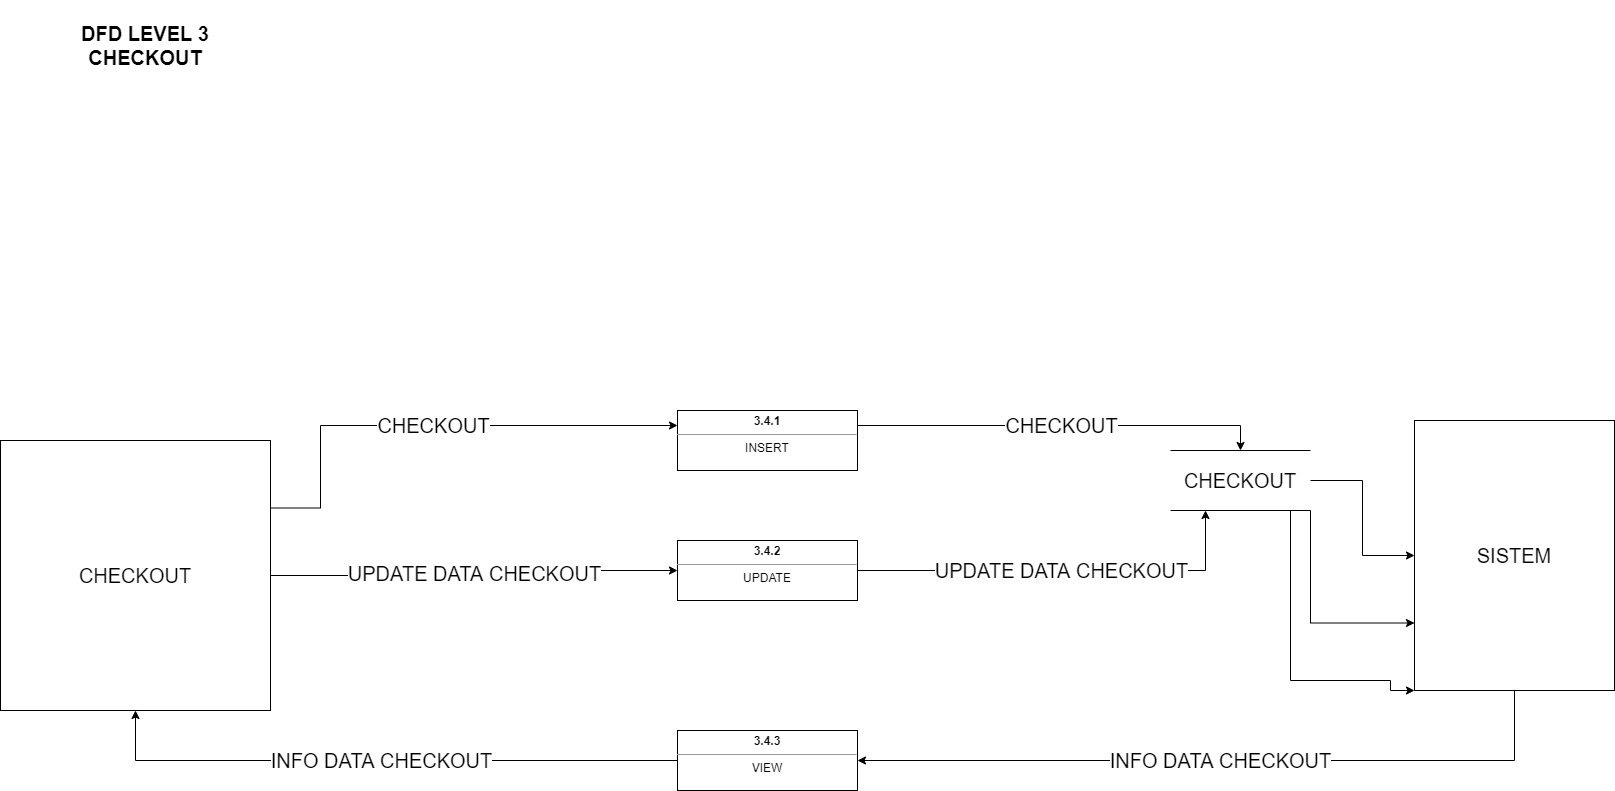 DFD LEVEL 3
CHECKOUT
CHECKOUT
3.4.1
INSERT
CHECKOUT
CHECKOUT
CHECKOUT
UPDATE DATA CHECKOUT
3.4.2
UPDATE
UPDATE DATA CHECKOUT
SISTEM
INFO DATA CHECKOUT
3.4.3
VIEW
INFO DATA CHECKOUT